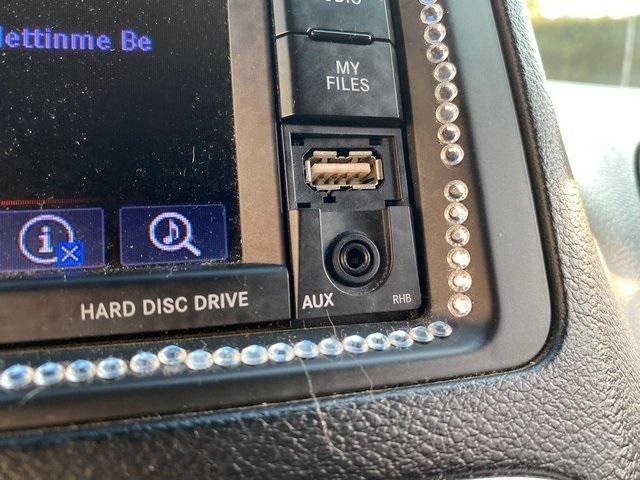 lettinme Be
MY
FILES
i
AUX
RHB
HARD DISC DRIVE